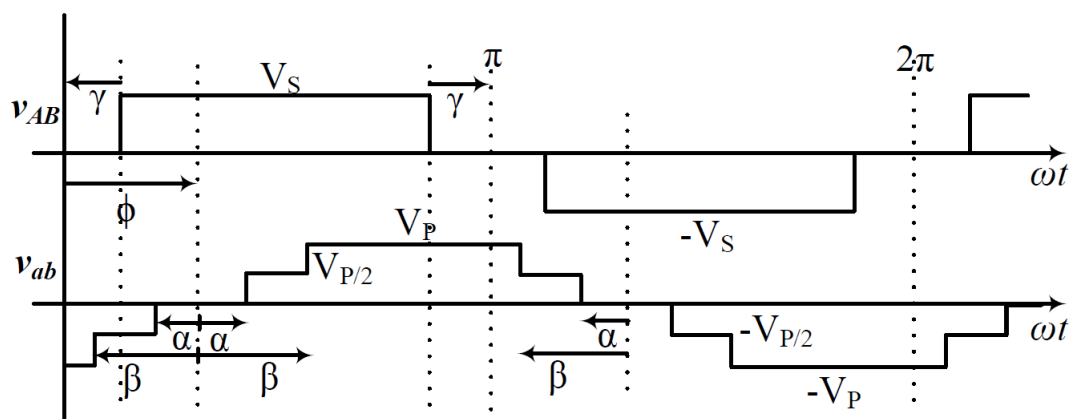 π
2π
V_S
γ
γ
v_AB
ωt
ϕ
V_P
-V_S
v_ab
V_P/2
α
α
α
-V_P/2
ωt
β
β
β
-V_P